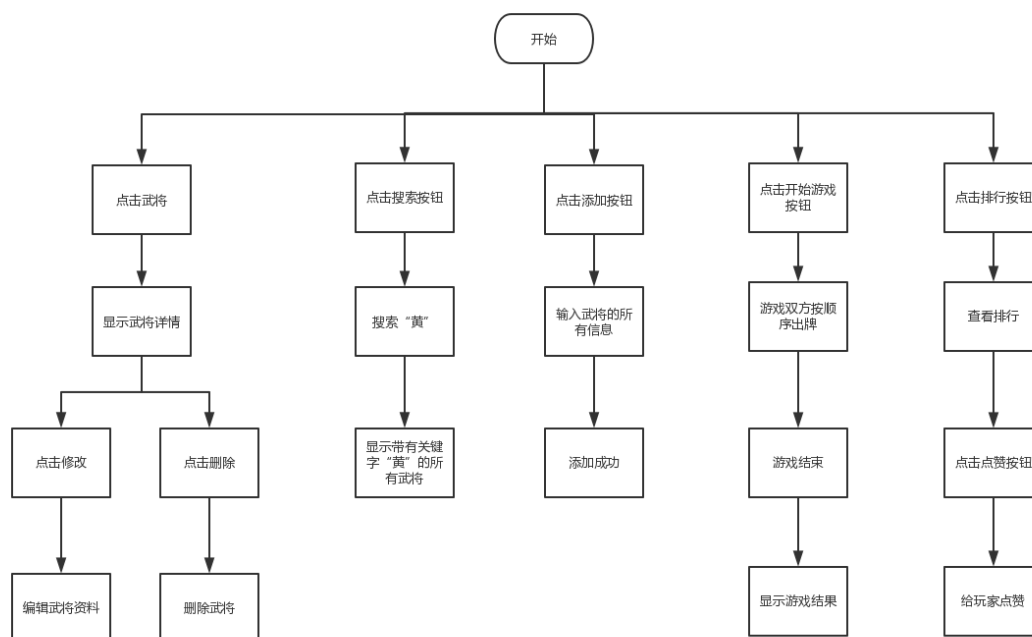 开始
点击武将
点击搜索按钮
点击添加按钮
点击开始游戏
按钮
点击排行按钮
显示武将详情
搜索“黄”
输入武将的所
有信息
游戏双方按顺
序出牌
查看排行
点击修改
点击删除
显示带有关键
字“黄”的所
有武将
添加成功
游戏结束
点击点赞按钮
编辑武将资料
删除武将
显示游戏结果
给玩家点赞